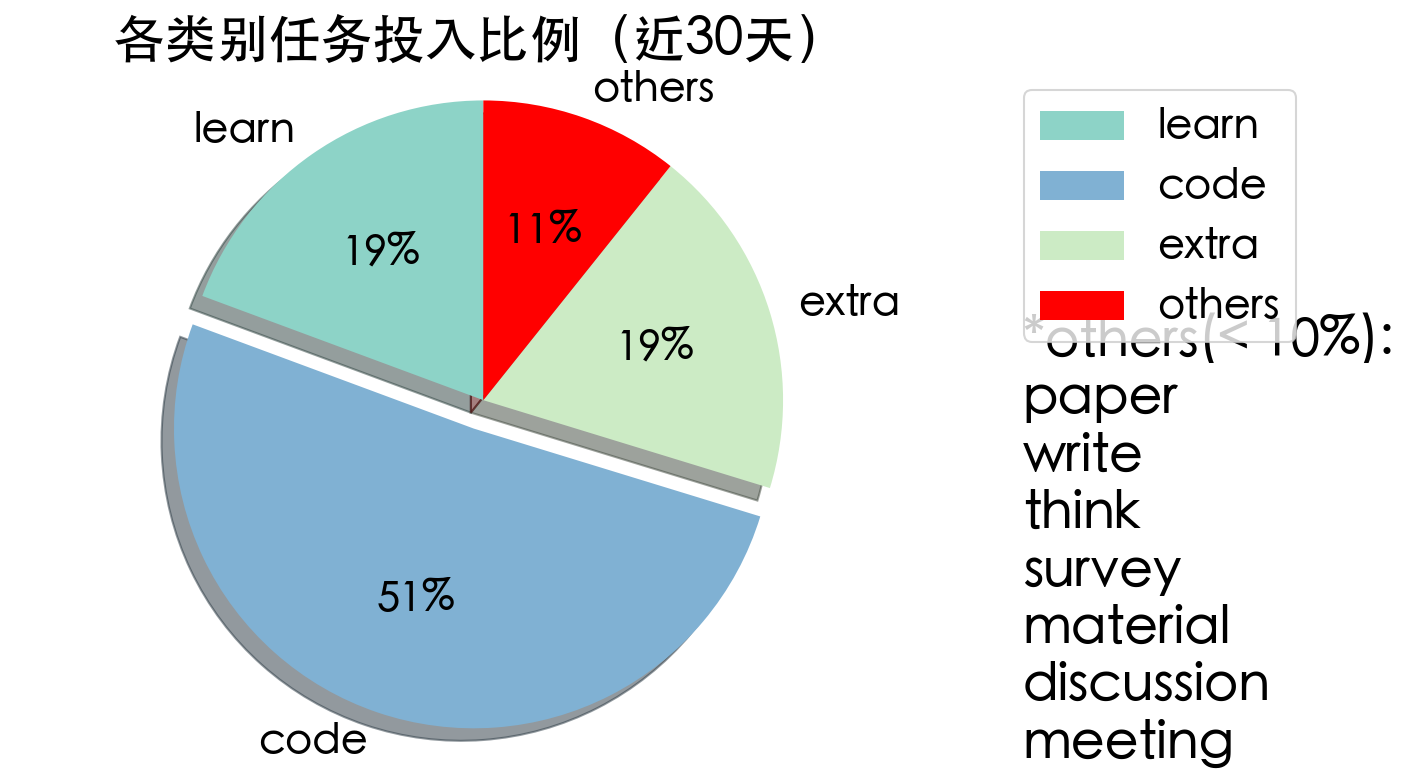 各类别任务投入比例（近30天）
others
learn
11%
19%
extra
19%
51%
code
learn
code
extra
others
*others(< 10%):
paper
write
think
survey
material
discussion
meeting